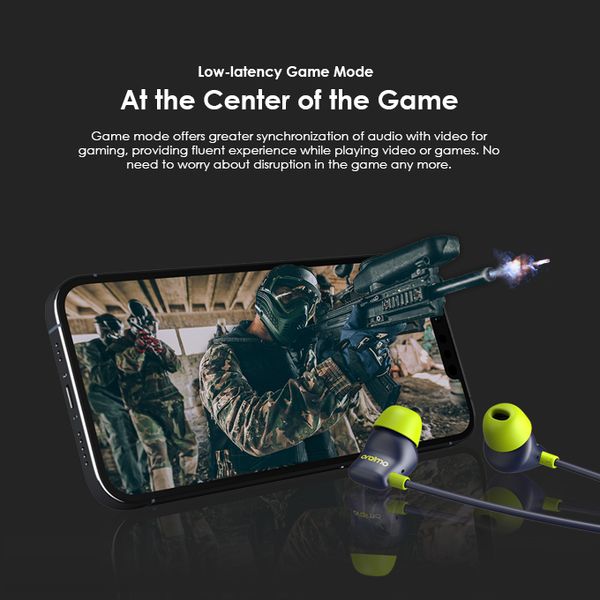 Low-latency Game Mode
At the Center of the Game
Game mode offers greater synchronization of audio with video for
gaming, providing fluent experience while playing video or games. No
need to worry about disruption in the game any more.
oraimo